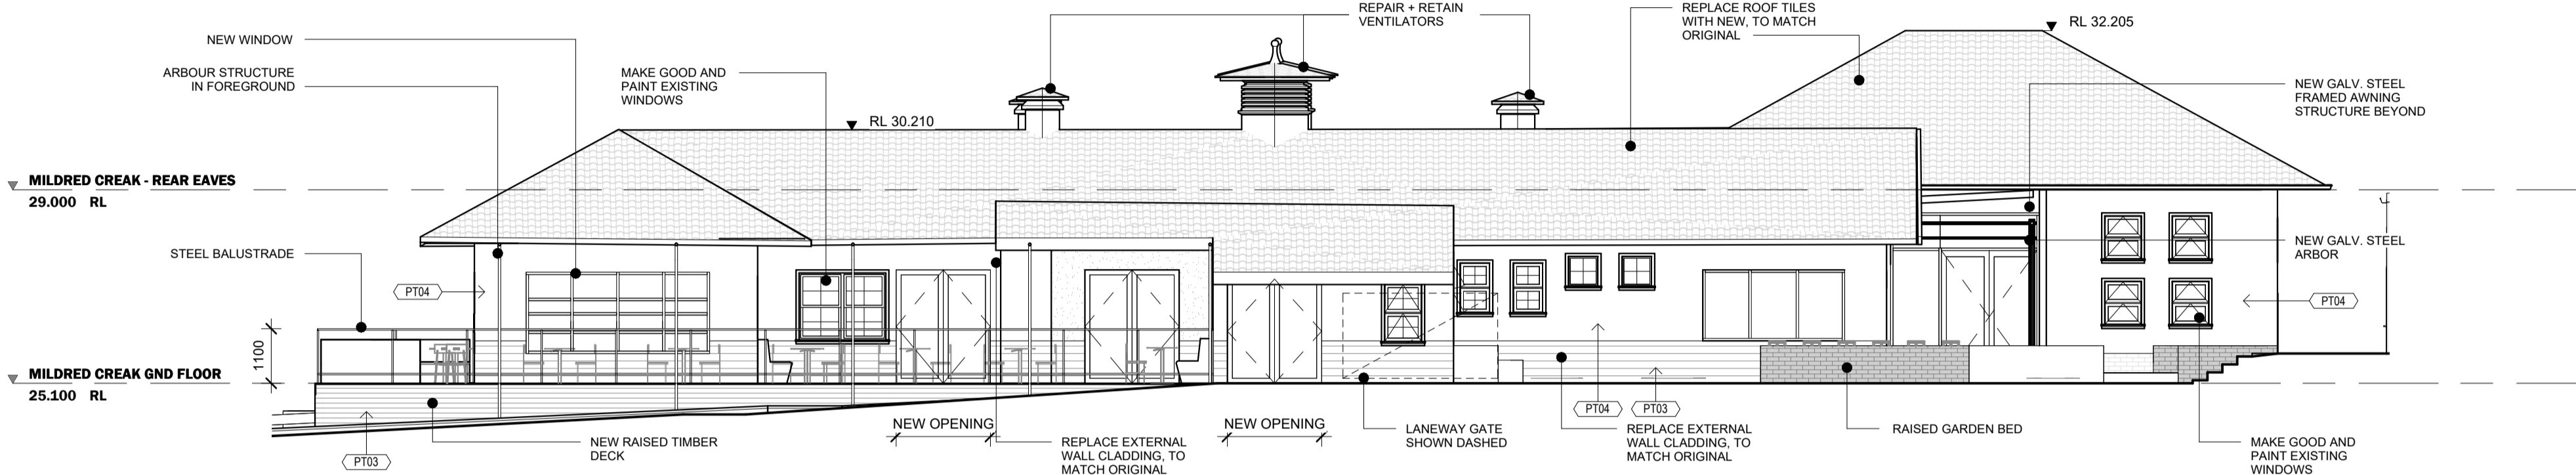 REPAIR + RETAIN
VENTILATORS
REPLACE ROOF TILES
WITH NEW, TO MATCH
ORIGINAL
RL 32.205
NEW WINDOW
ARBOUR STRUCTURE
IN FOREGROUND
MAKE GOOD AND
PAINT EXISTING
WINDOWS
NEW GALV. STEEL
FRAMED AWNING
STRUCTURE BEYOND
RL 30.210
MILDRED CREAK - REAR EAVES
29.000 RL
STEEL BALUSTRADE
NEW GALV. STEEL
ARBOR
PT04
PT04
1100
MILDRED CREAK GND FLOOR
25.100 RL
PT04
PT03
NEW OPENING
NEW OPENING
LANEWAY GATE
SHOWN DASHED
REPLACE EXTERNAL
WALL CLADDING, TO
MATCH ORIGINAL
RAISED GARDEN BED
NEW RAISED TIMBER
DECK
REPLACE EXTERNAL
WALL CLADDING, TO
MATCH ORIGINAL
MAKE GOOD AND
PAINT EXISTING
WINDOWS
PT03